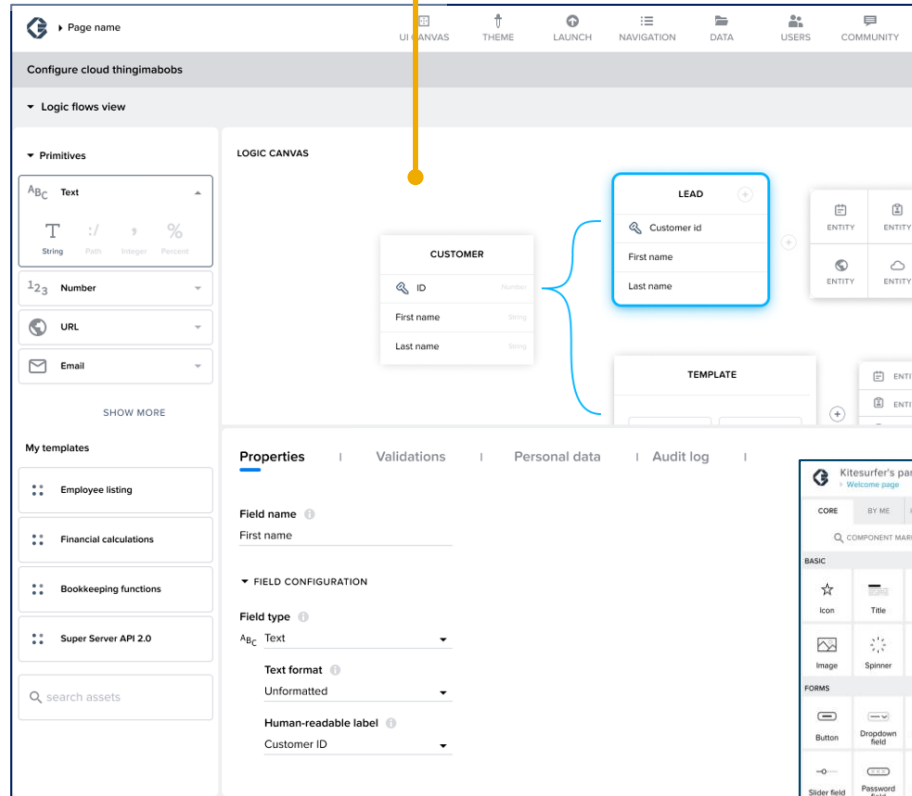 Page name
UI CANVAS
THEME
LAUNCH
NAVIGATION
DATA
USERS
COMMUNITY
Configure cloud thingimabobs
Logic flows view
Primitives
ABC Text
String
Path
Integer
Percent
123 Number
URL
Email
SHOW MORE
My templates
Employee listing
Financial calculations
Bookkeeping functions
Super Server API 2.0
search assets
LOGIC CANVAS
CUSTOMER
ID Number
First name String
Last name String
LEAD
Customer id
First name
Last name
ENTITY ENTITY
ENTITY ENTITY
TEMPLATE
Properties | Validations | Personal data | Audit log |
Field name
First name
FIELD CONFIGURATION
Field type
ABC Text
Text format
Unformatted
Human-readable label
Customer ID
Kitesurfer's
Welcome page
CORE BY ME
COMPONENT
BASIC
Icon Title
Image Spinner
FORMS
Button Dropdown
field
Slider field Password